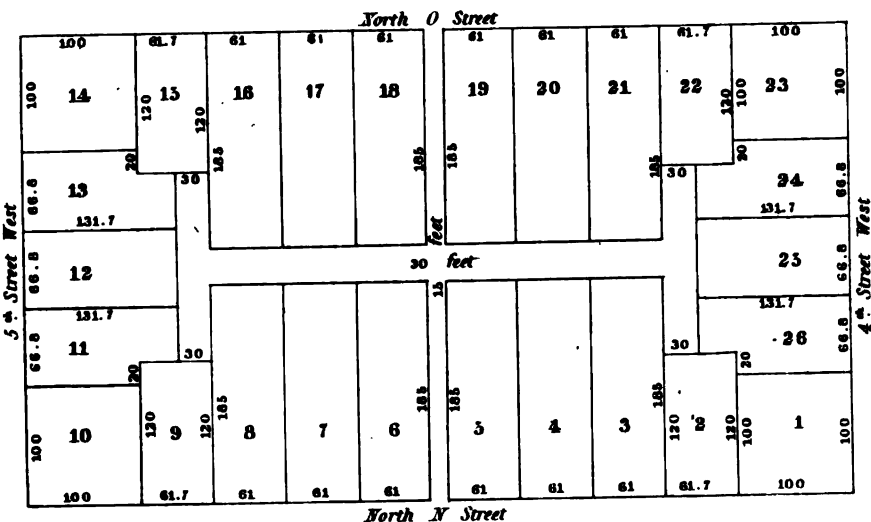 North O Street
100 61.7 61 61 61 61 61 61 61.7 100
100 14 120 15 120 16 17 18 19 20 21 22 120 100 23 100
185 185 185 185
20 30 30 20
66.8 13 24 66.8
131.7 131.7
5th Street West
66.8 12 25 66.8
4th Street West
feet
30 feet
15
131.7 131.7
66.8 11 26 66.8
20 30 30 20
185 185 185 185
100 10 120 9 120 8 7 6 5 4 3 120 2 120 100 1 100
100 61.7 61 61 61 61 61 61 61.7 100
North N Street